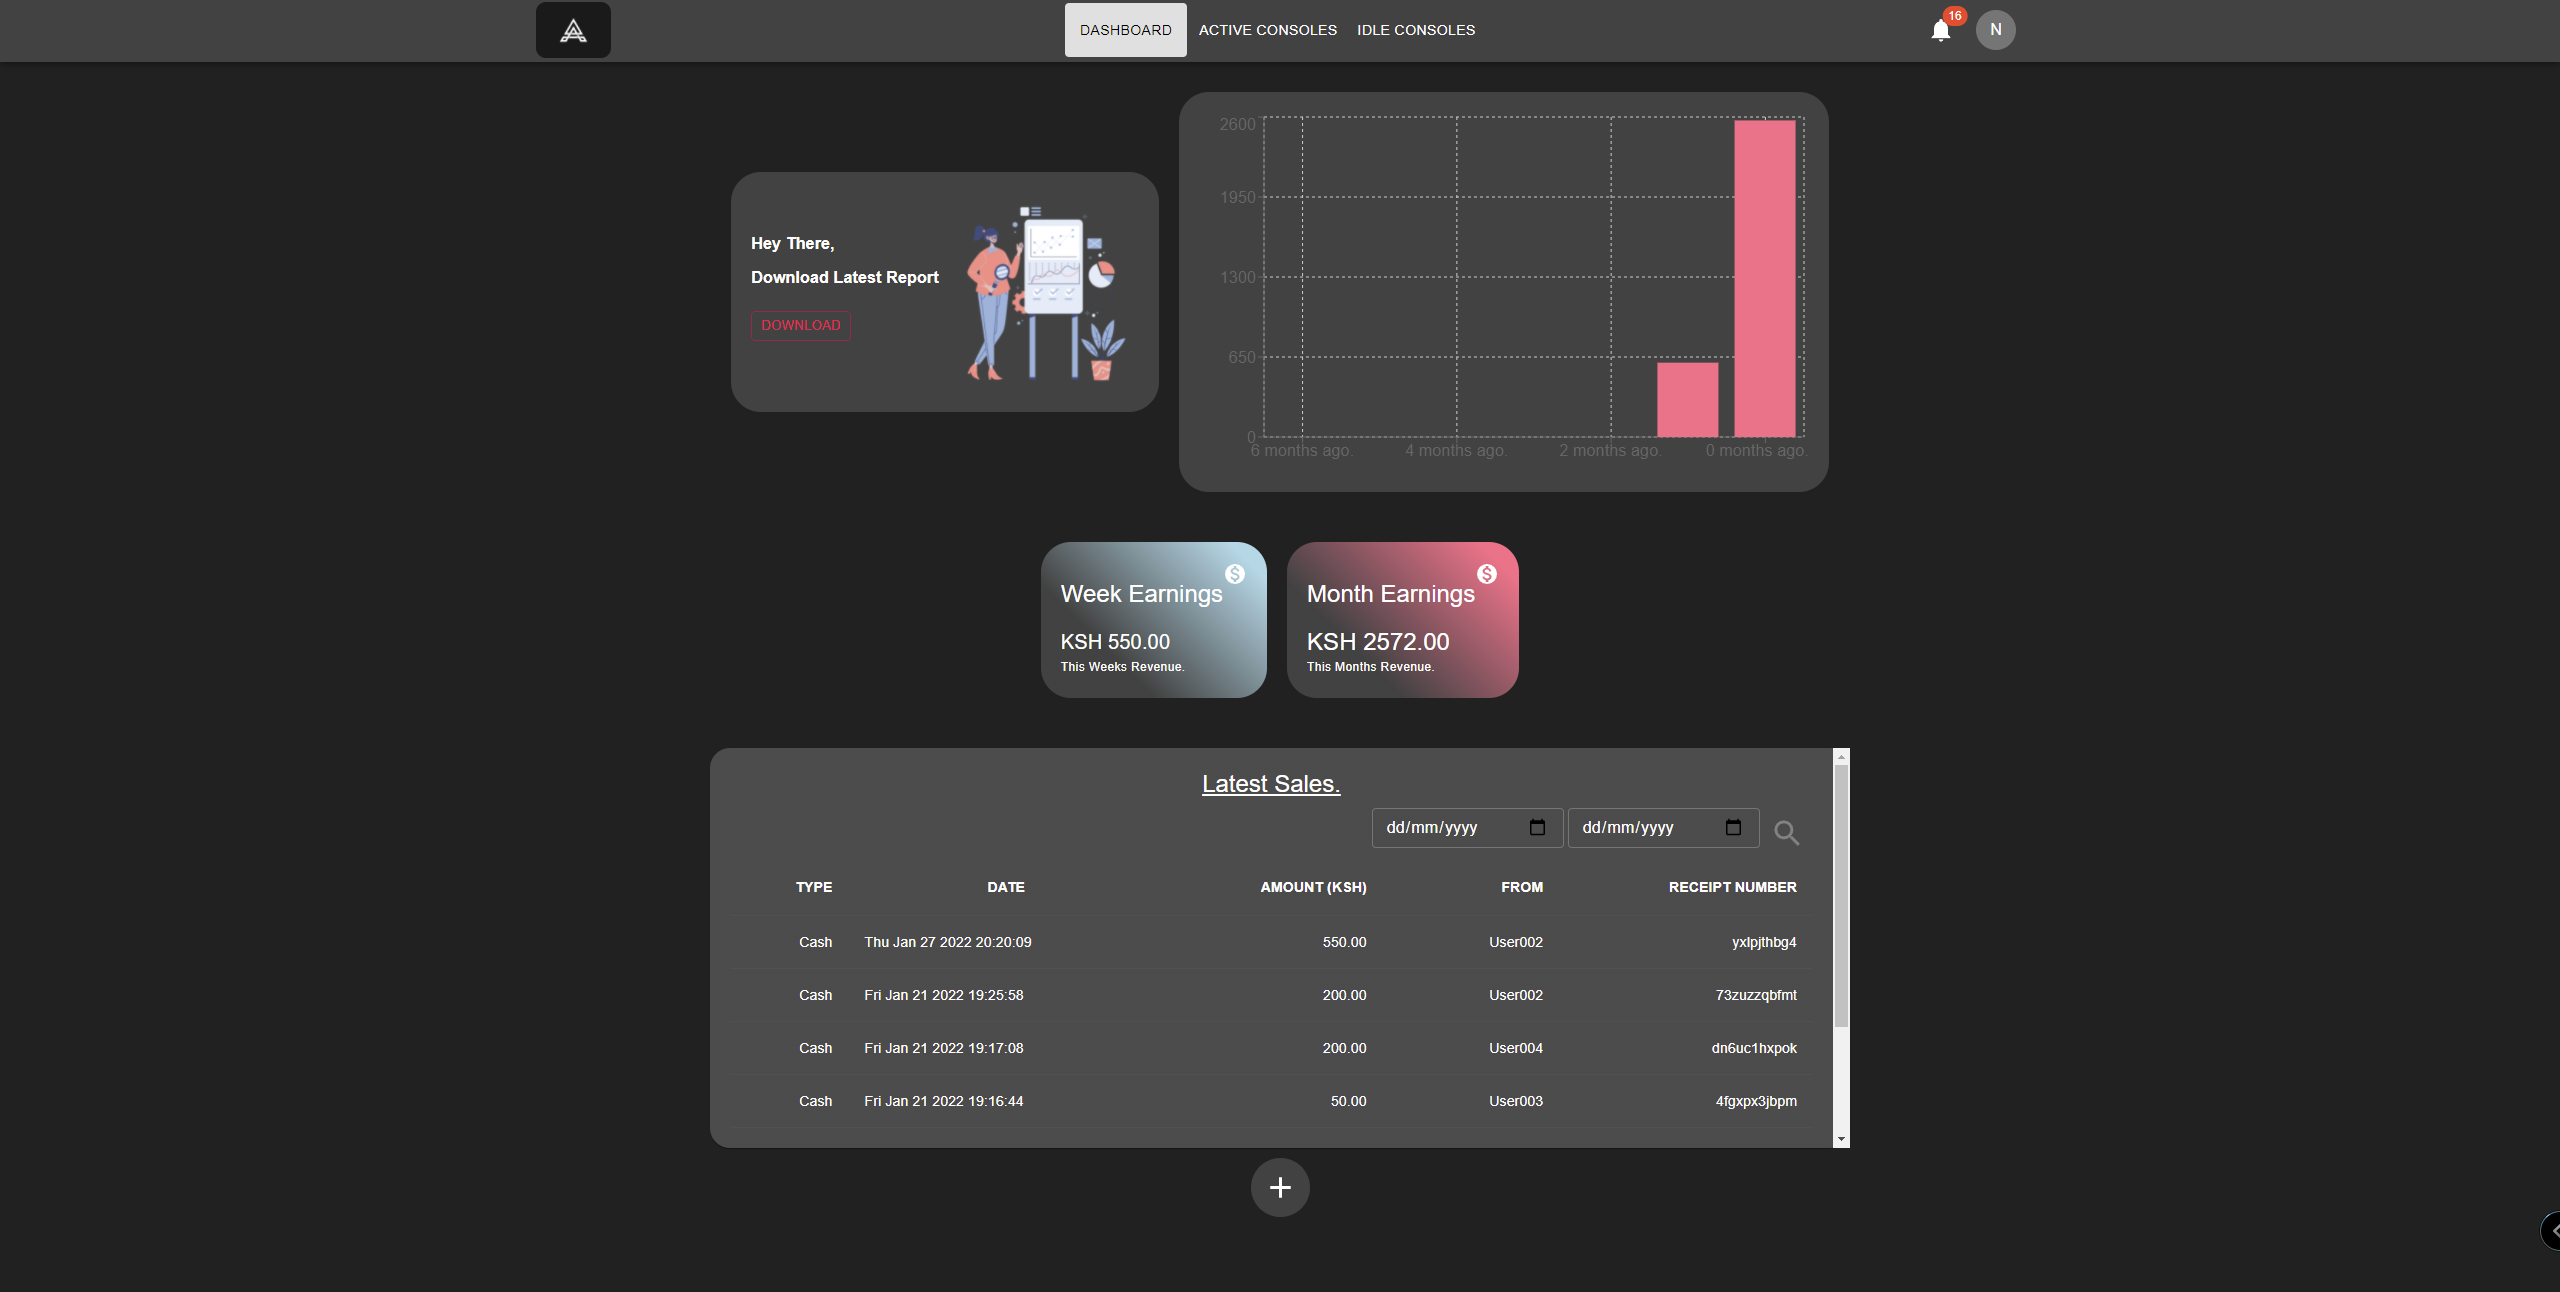 DASHBOARD ACTIVE CONSOLES IDLE CONSOLES 16 N
Hey There,
Download Latest Report
DOWNLOAD
2600
1950
1300
650
0
6 months ago. 4 months ago. 2 months ago. 0 months ago.
Week Earnings
KSH 550.00
This Weeks Revenue.
Month Earnings
KSH 2572.00
This Months Revenue.
Latest Sales.
dd/mm/yyyy dd/mm/yyyy
TYPE DATE AMOUNT (KSH) FROM RECEIPT NUMBER
Cash Thu Jan 27 2022 20:20:09 550.00 User002 yxlpjthbg4
Cash Fri Jan 21 2022 19:25:58 200.00 User002 73zuzzqbfmt
Cash Fri Jan 21 2022 19:17:08 200.00 User004 dn6uc1hxpok
Cash Fri Jan 21 2022 19:16:44 50.00 User003 4fgxpx3jbpm